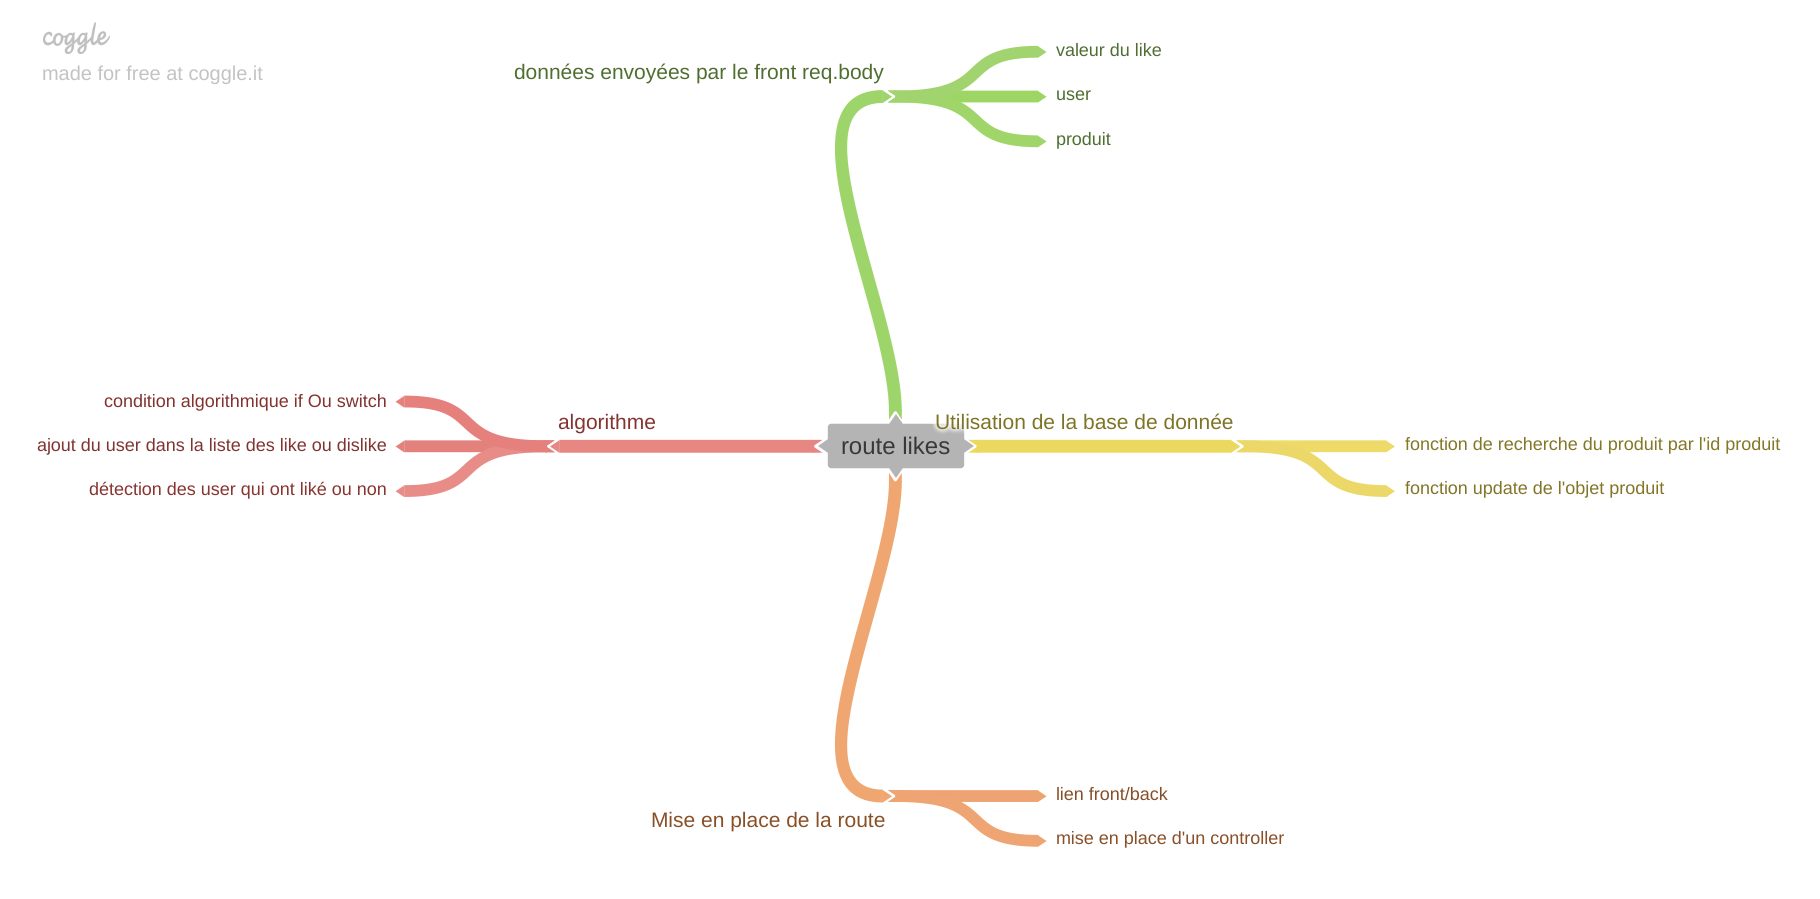 coggle
made for free at coggle.it
données envoyées par le front req.body
valeur du like
user
produit
condition algorithmique if Ou switch
ajout du user dans la liste des like ou dislike
détection des user qui ont liké ou non
algorithme
route likes
Utilisation de la base de donnée
fonction de recherche du produit par l'id produit
fonction update de l'objet produit
Mise en place de la route
lien front/back
mise en place d'un controller